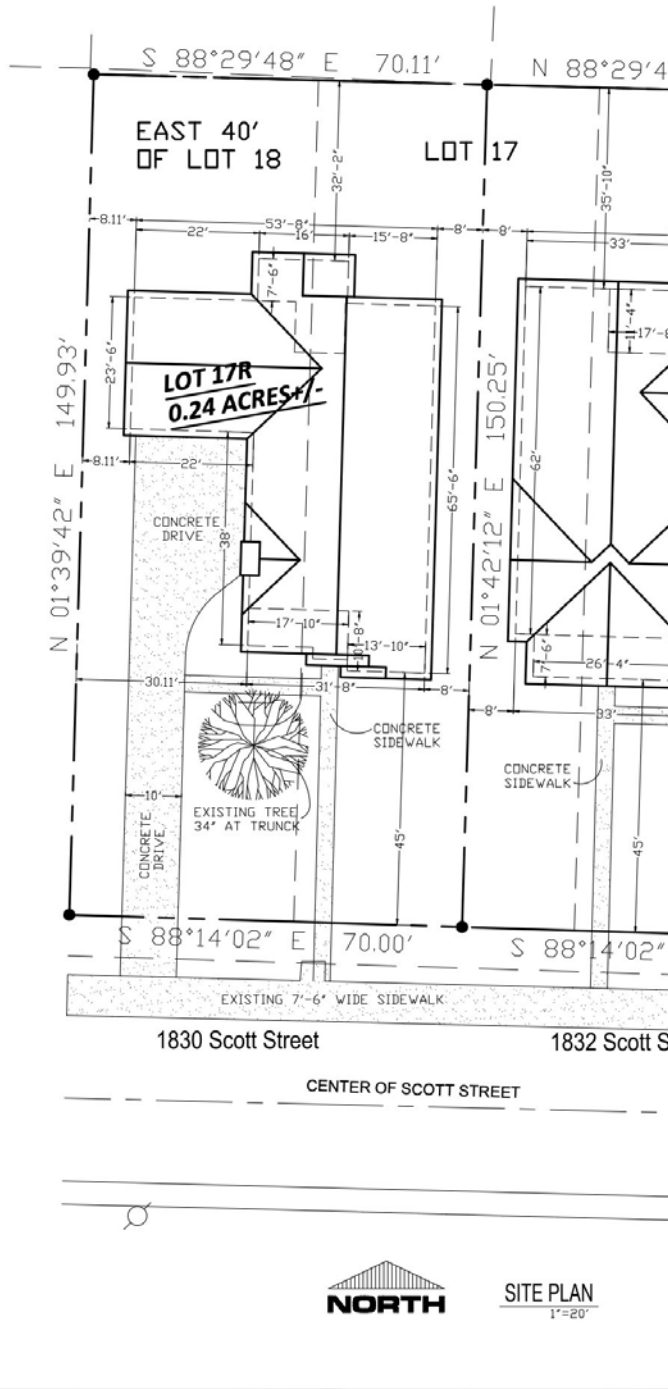 S 88°29'48" E 70.11'
N 88°29'4
EAST 40'
OF LOT 18
LOT 17
32'-2"
35'-10"
8.11'
53'-8"
8'
8'
22'
16'
15'-8"
33'
7'-6"
11'-4"
17'-8
23'-6"
LOT 17R
0.24 ACRES+/-
N 01°39'42" E 149.93'
N 01°42'12" E 150.25'
62'
8.11'
22'
65'-6"
CONCRETE
DRIVE
38'
17'-10"
10'-8"
13'-10"
7'-6"
26'-4"
30.11'
31'-8"
8'
8'
33'
CONCRETE
SIDEWALK
CONCRETE
SIDEWALK
10'
EXISTING TREE
34" AT TRUNCK
CONCRETE
DRIVE
45'
45'
S 88°14'02" E 70.00'
S 88°14'02"
EXISTING 7'-6" WIDE SIDEWALK
1830 Scott Street
1832 Scott S
CENTER OF SCOTT STREET
NORTH
SITE PLAN
1"=20'